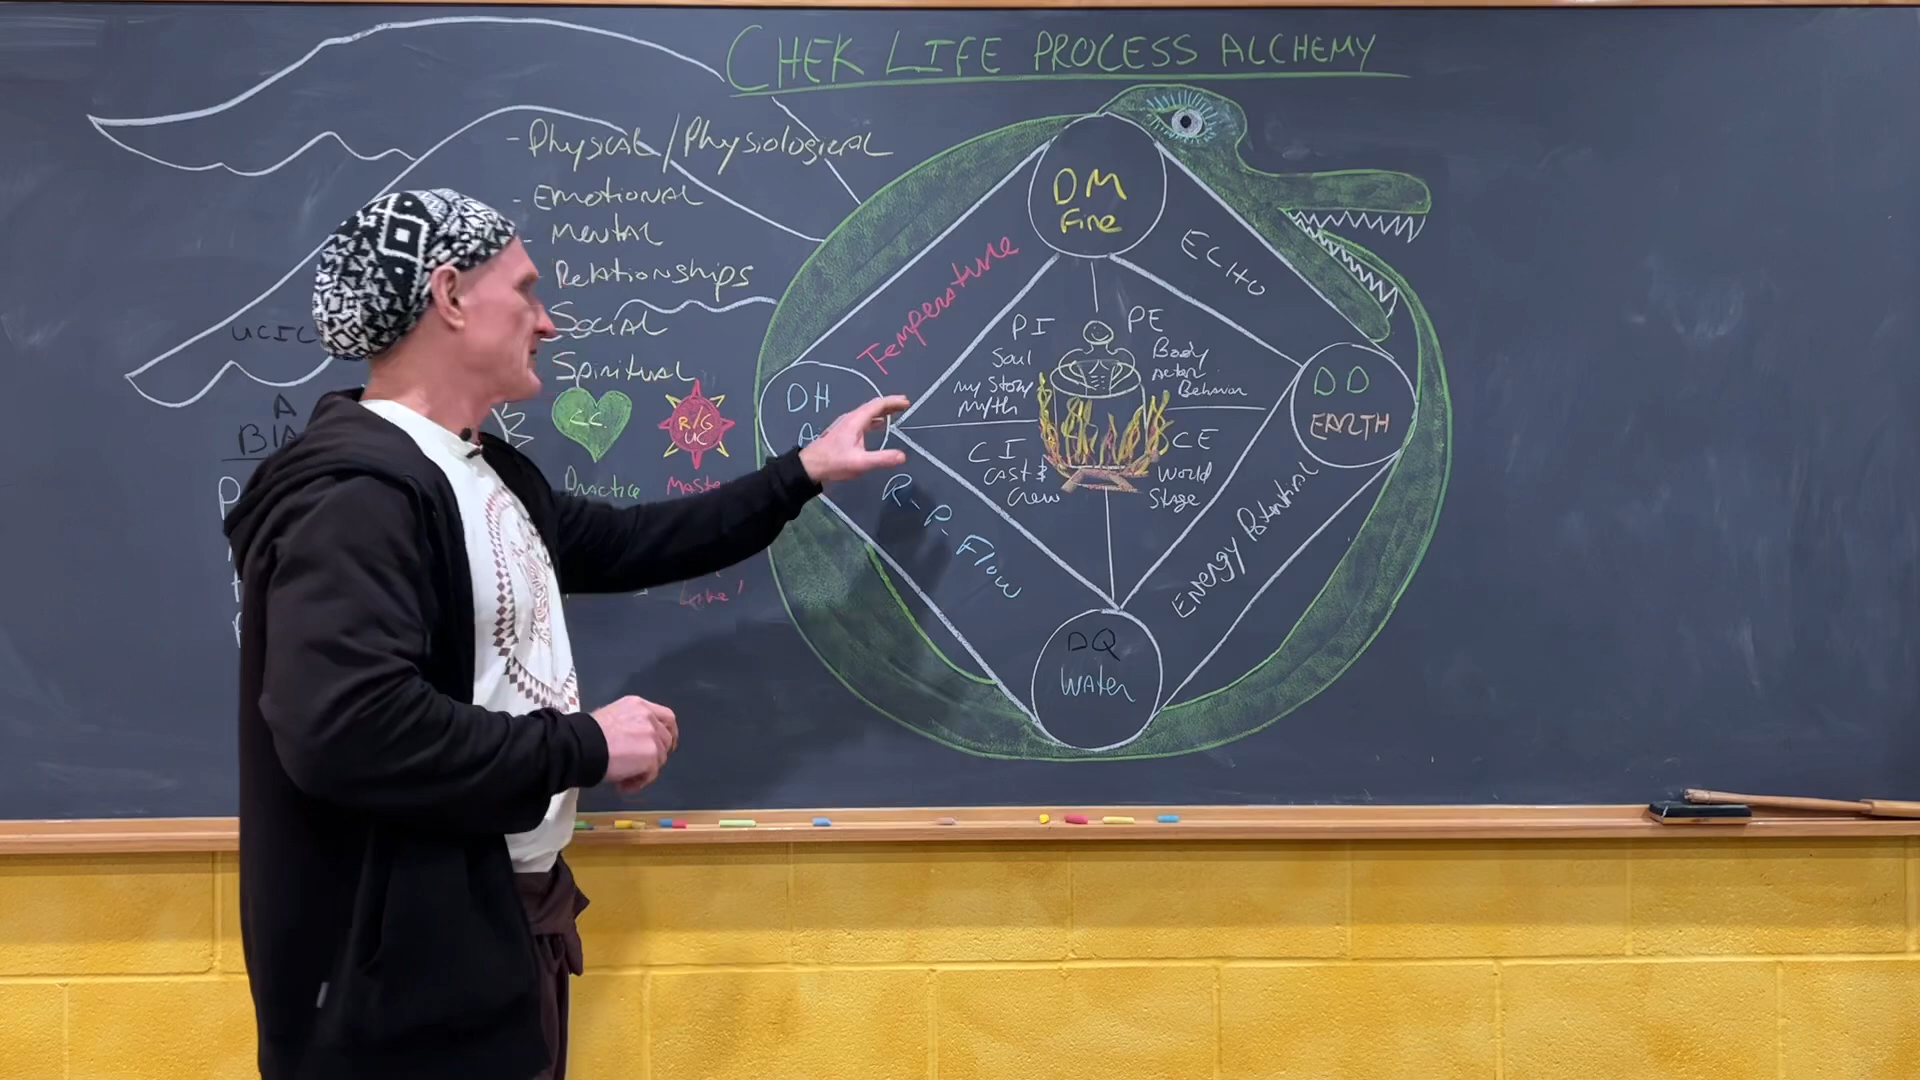 CHEK LIFE PROCESS ALCHEMY
- Physical/Physiological
- Emotional
- Mental
Relationships
Social
Spiritual
UCIC
A
CC
R/G
UC
Practice
DM
Fire
Temperature
ECHO
PI
Soul
my Story
Myth
PE
Body
Actor
Behavior
DH
DD
EARTH
CI
Cast &
Crew
CE
World
Stage
R-P-Flow
Energy Potential
DQ
Water